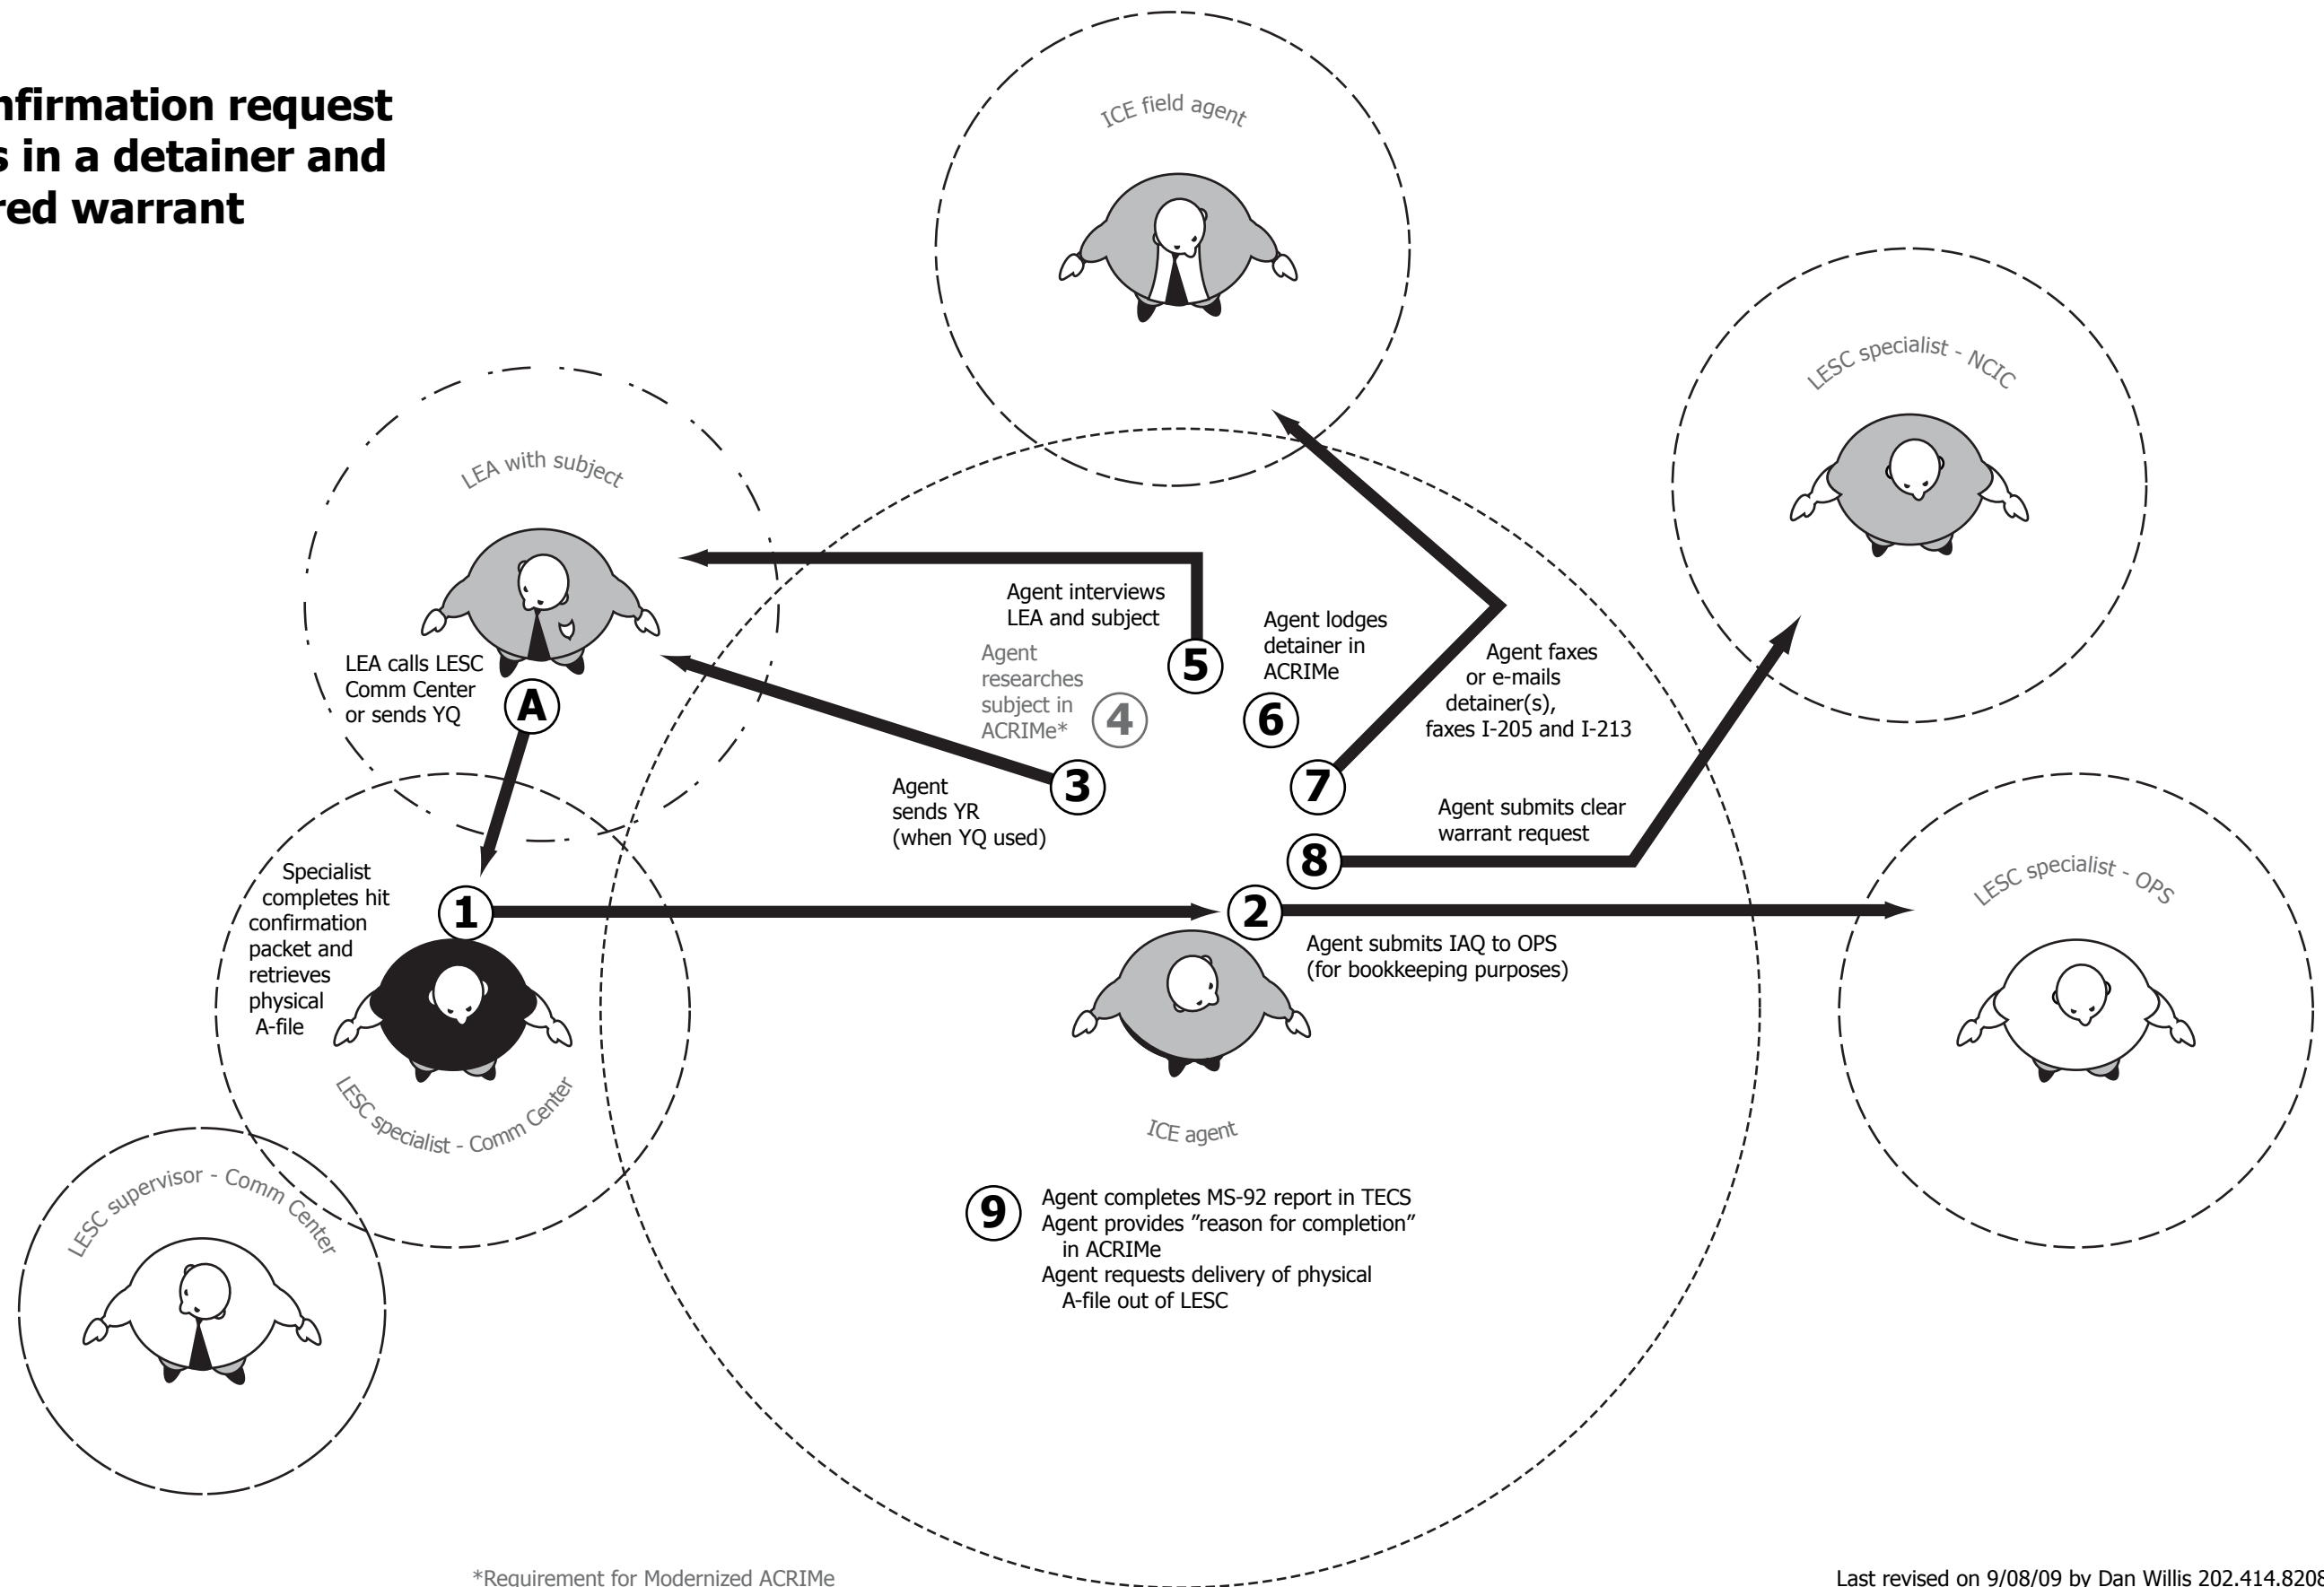 nfirmation request
s in a detainer and
red warrant
ICE field agent
LESC specialist - NCIC
LEA with subject
Agent interviews
LEA and subject
Agent lodges
detainer in
ACRIMe
Agent
researches
subject in
ACRIMe*
Agent faxes
or e-mails
detainer(s),
faxes I-205 and I-213
LEA calls LESC
Comm Center
or sends YQ
A
5
4
6
3
7
Agent
sends YR
(when YQ used)
Agent submits clear
warrant request
8
Specialist
completes hit
confirmation
packet and
retrieves
physical
A-file
1
2
Agent submits IAQ to OPS
(for bookkeeping purposes)
LESC specialist - OPS
LESC specialist - Comm Center
ICE agent
LESC supervisor - Comm Center
9
Agent completes MS-92 report in TECS
Agent provides "reason for completion"
in ACRIMe
Agent requests delivery of physical
A-file out of LESC
*Requirement for Modernized ACRIMe
Last revised on 9/08/09 by Dan Willis 202.414.8208